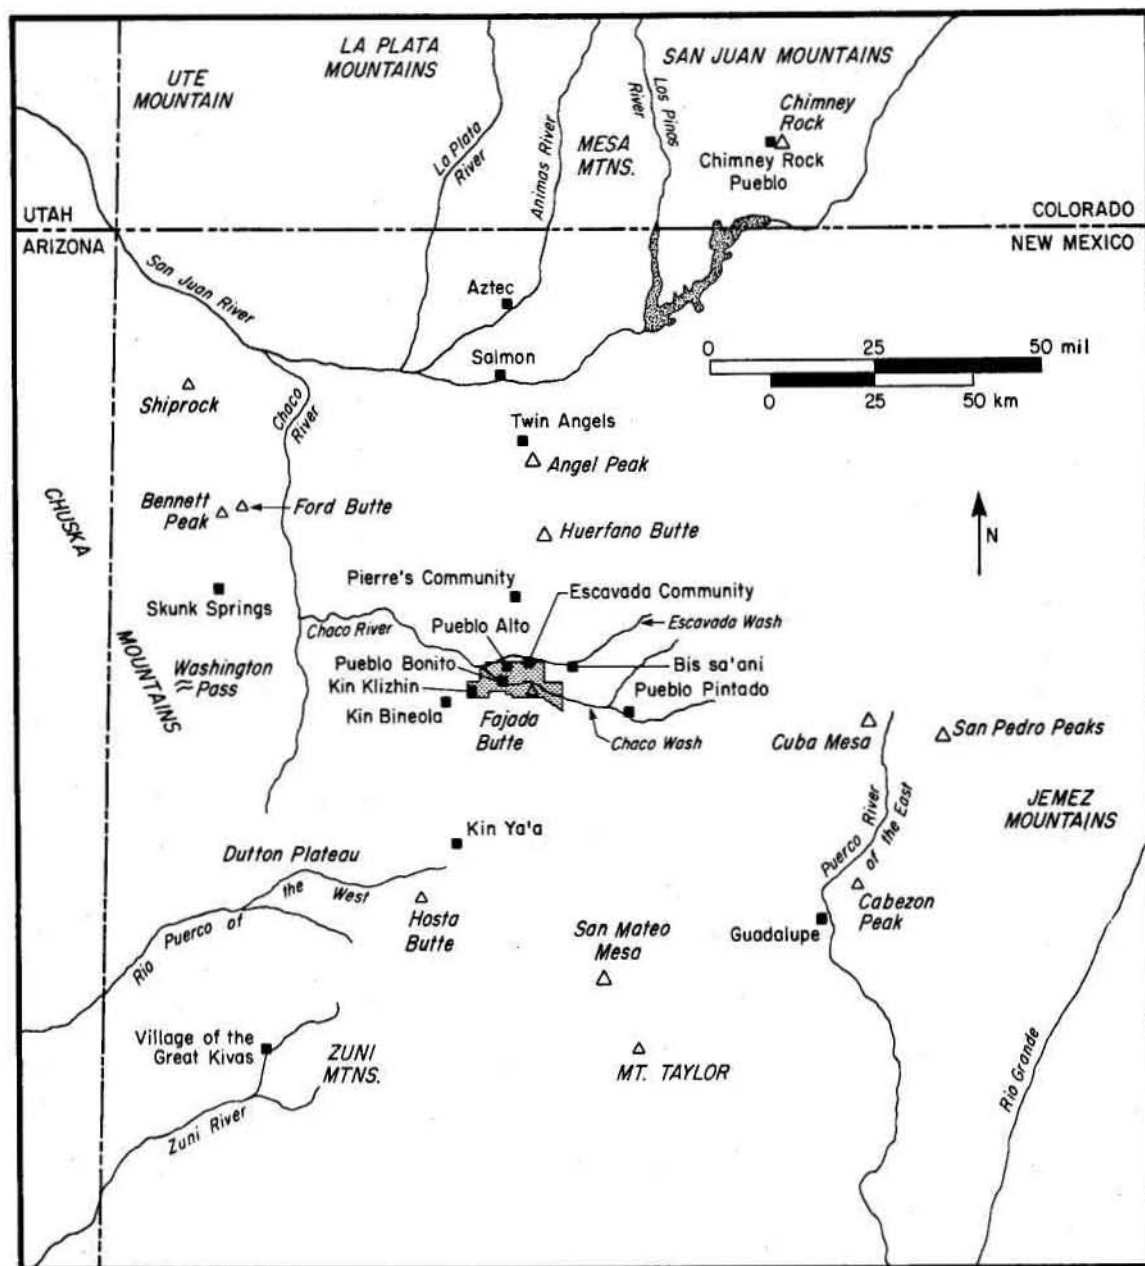 LA PLATA
MOUNTAINS
SAN JUAN MOUNTAINS
UTE
MOUNTAIN
Los Pinos
River
Chimney
Rock
La Plata
River
Animas River
MESA
MTNS.
Chimney Rock
Pueblo
UTAH
COLORADO
ARIZONA
NEW MEXICO
San Juan River
Aztec
Salmon
0 25 50 mil
0 25 50 km
Shiprock
Chaco
River
Twin Angels
Angel Peak
Bennett
Peak
Ford Butte
CHUSKA
MOUNTAINS
Huerfano Butte
N
Pierre's Community
Escavada Community
Skunk Springs
Chaco River
Pueblo Alto
Escavada Wash
Washington
Pass
Pueblo Bonito
Bis sa'ani
Kin Klizhin
Pueblo Pintado
Kin Bineola
Fajada
Butte
Chaco Wash
Cuba Mesa
San Pedro Peaks
JEMEZ
MOUNTAINS
Puerco River
of the East
Kin Ya'a
Dutton Plateau
Rio Puerco of the West
Hosta
Butte
Cabezon
Peak
Guadalupe
San Mateo
Mesa
Village of the
Great Kivas
ZUNI
MTNS.
MT. TAYLOR
Rio Grande
Zuni River